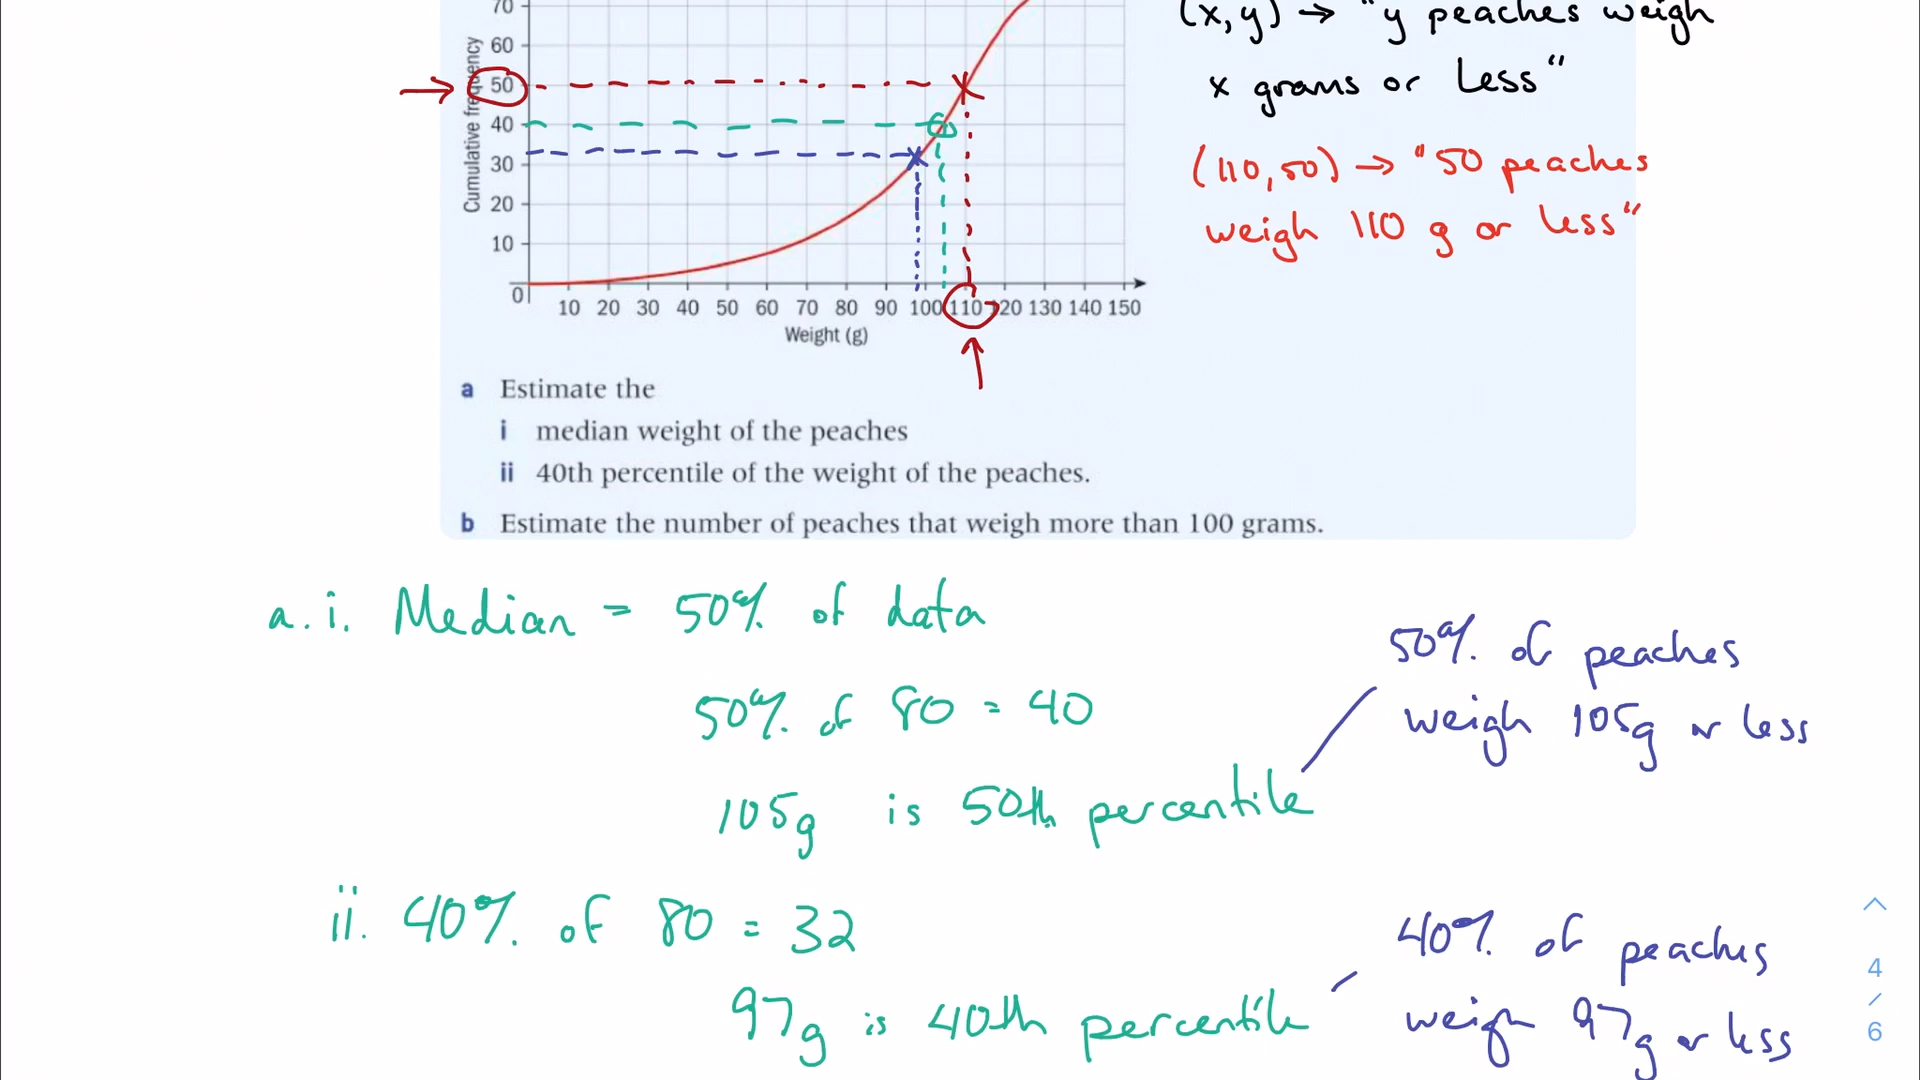 70
60
50
40
30
20
10
0
Cumulative frequency
10 20 30 40 50 60 70 80 90 100 110 120 130 140 150
Weight (g)
(x,y) → "y peaches weigh
x grams or less"
(110,50) → "50 peaches
weigh 110 g or less"
a Estimate the
i median weight of the peaches
ii 40th percentile of the weight of the peaches.
b Estimate the number of peaches that weigh more than 100 grams.
a. i. Median = 50% of data
50% of 80 = 40
105g is 50th percentile
50% of peaches
weigh 105g or less
ii. 40% of 80 = 32
97g is 40th percentile
40% of peaches
weigh 97g or less
4
/
6